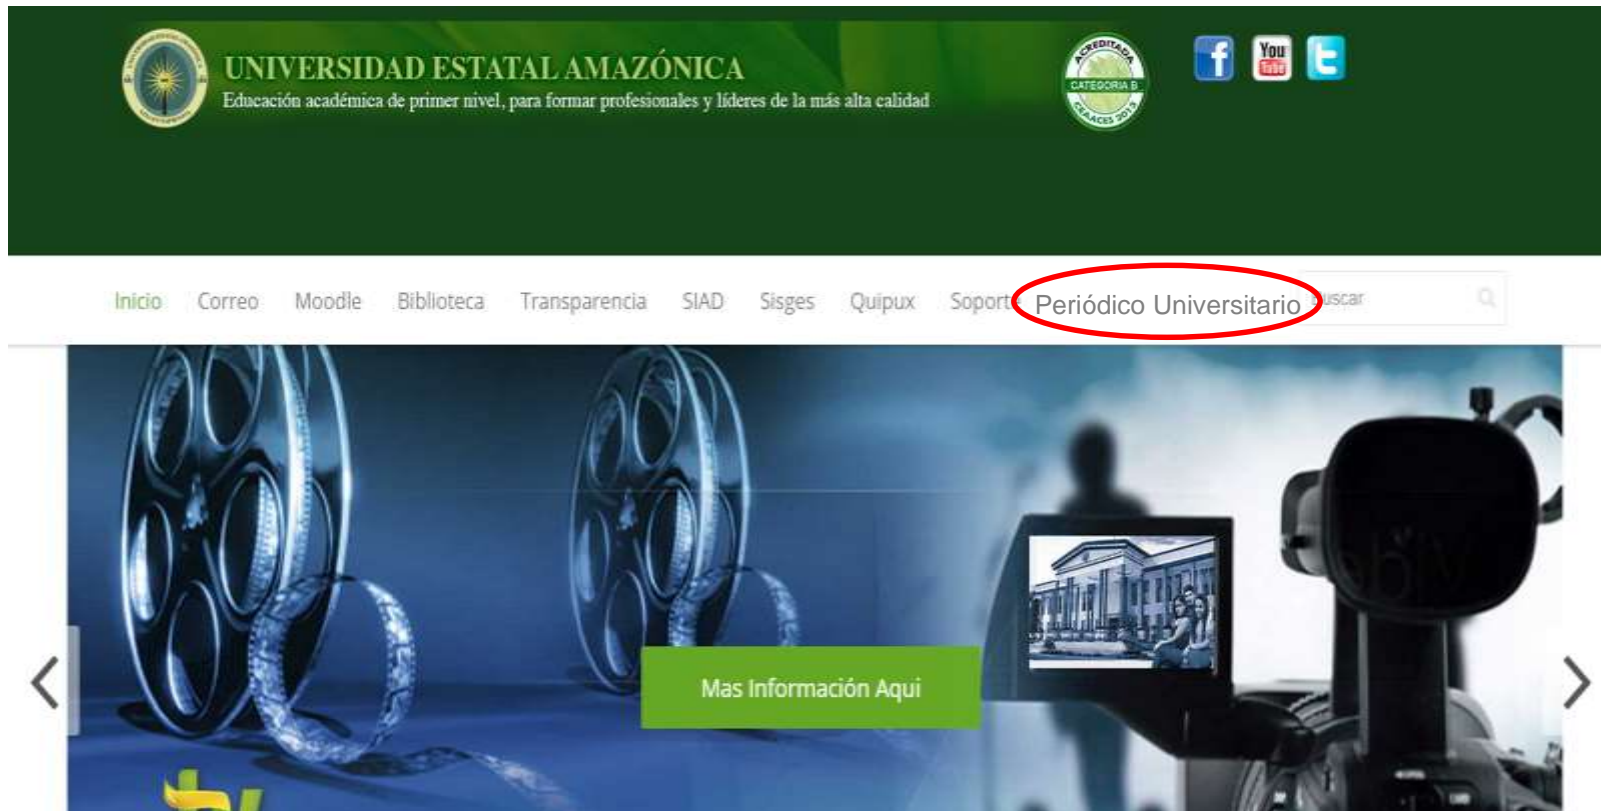 UNIVERSIDAD ESTATAL AMAZÓNICA
Educación académica de primer nivel, para formar profesionales y líderes de la más alta calidad
ACREDITADA
CATEGORIA B
CEAACES 2013
f
You
Tube
t
Inicio Correo Moodle Biblioteca Transparencia SIAD Sisges Quipux Soporte Periódico Universitario Buscar
Mas Información Aqui